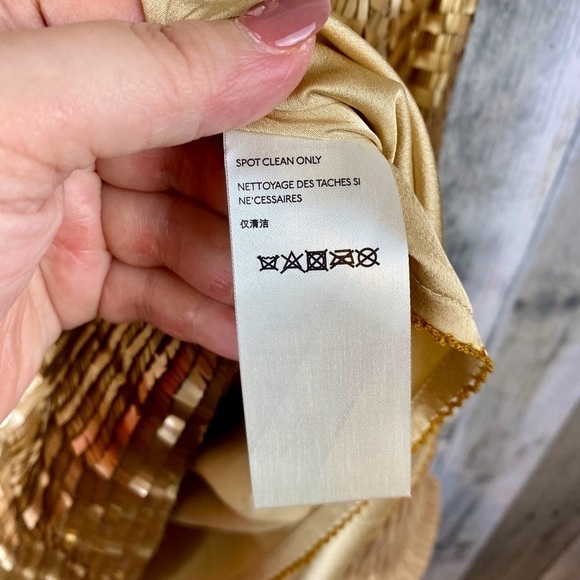 SPOT CLEAN ONLY
NETTOYAGE DES TACHES SI
NE'CESSAIRES
仅清洁